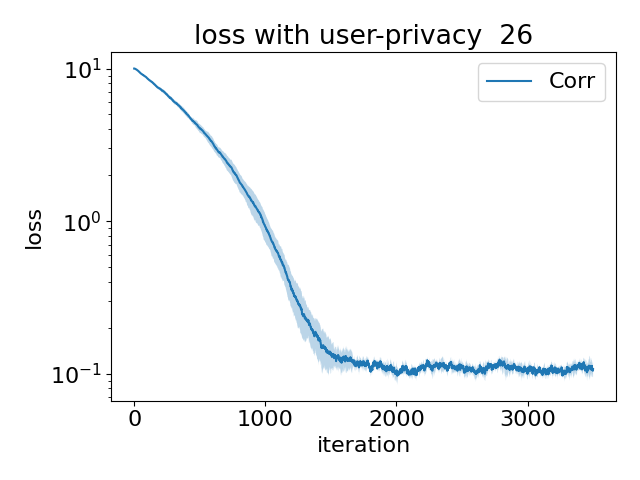 loss with user-privacy  26
Corr
10¹
10⁰
10⁻¹
loss
0 1000 2000 3000
iteration